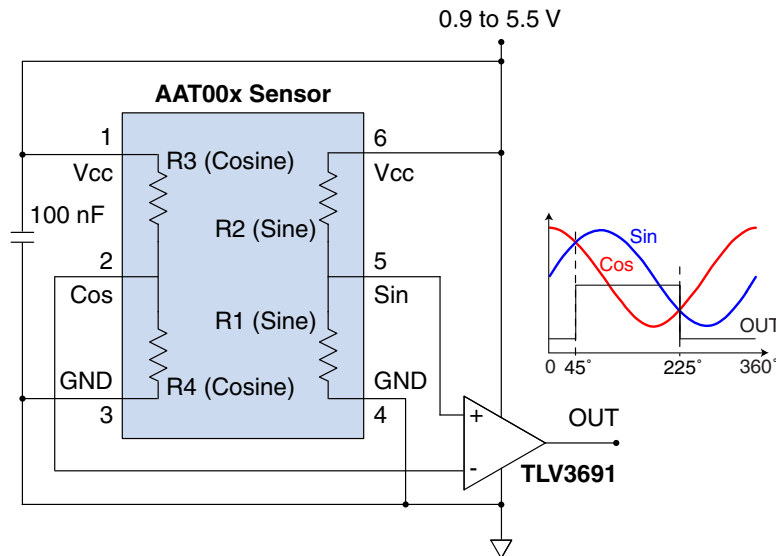 0.9 to 5.5 V
AAT00x Sensor
1
6
R3 (Cosine)
Vcc
Vcc
100 nF
R2 (Sine)
2
5
Cos
Sin
R1 (Sine)
GND
GND
R4 (Cosine)
3
4
+
-
OUT
TLV3691
Sin
Cos
OUT
0 45° 225° 360°